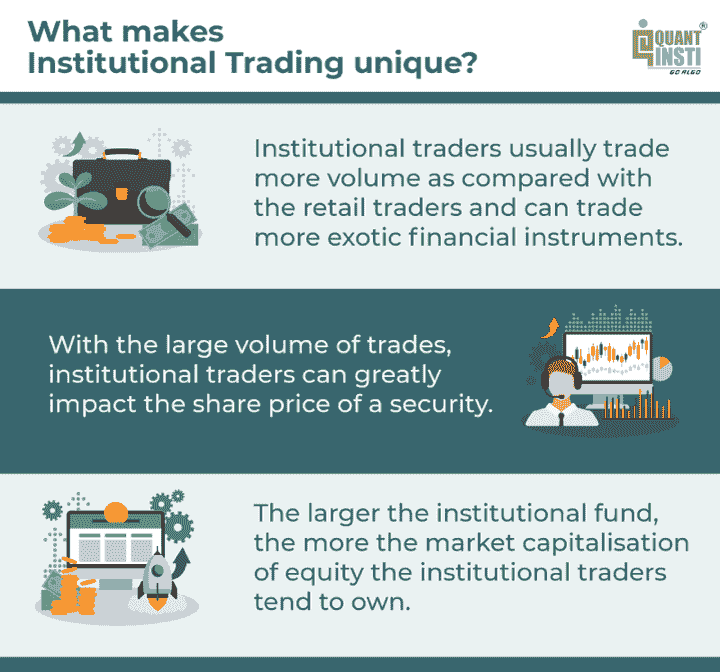 What makes
Institutional Trading unique?
QUANT
INSTI
GO ALGO
Institutional traders usually trade
more volume as compared with
the retail traders and can trade
more exotic financial instruments.
With the large volume of trades,
institutional traders can greatly
impact the share price of a security.
The larger the institutional fund,
the more the market capitalisation
of equity the institutional traders
tend to own.